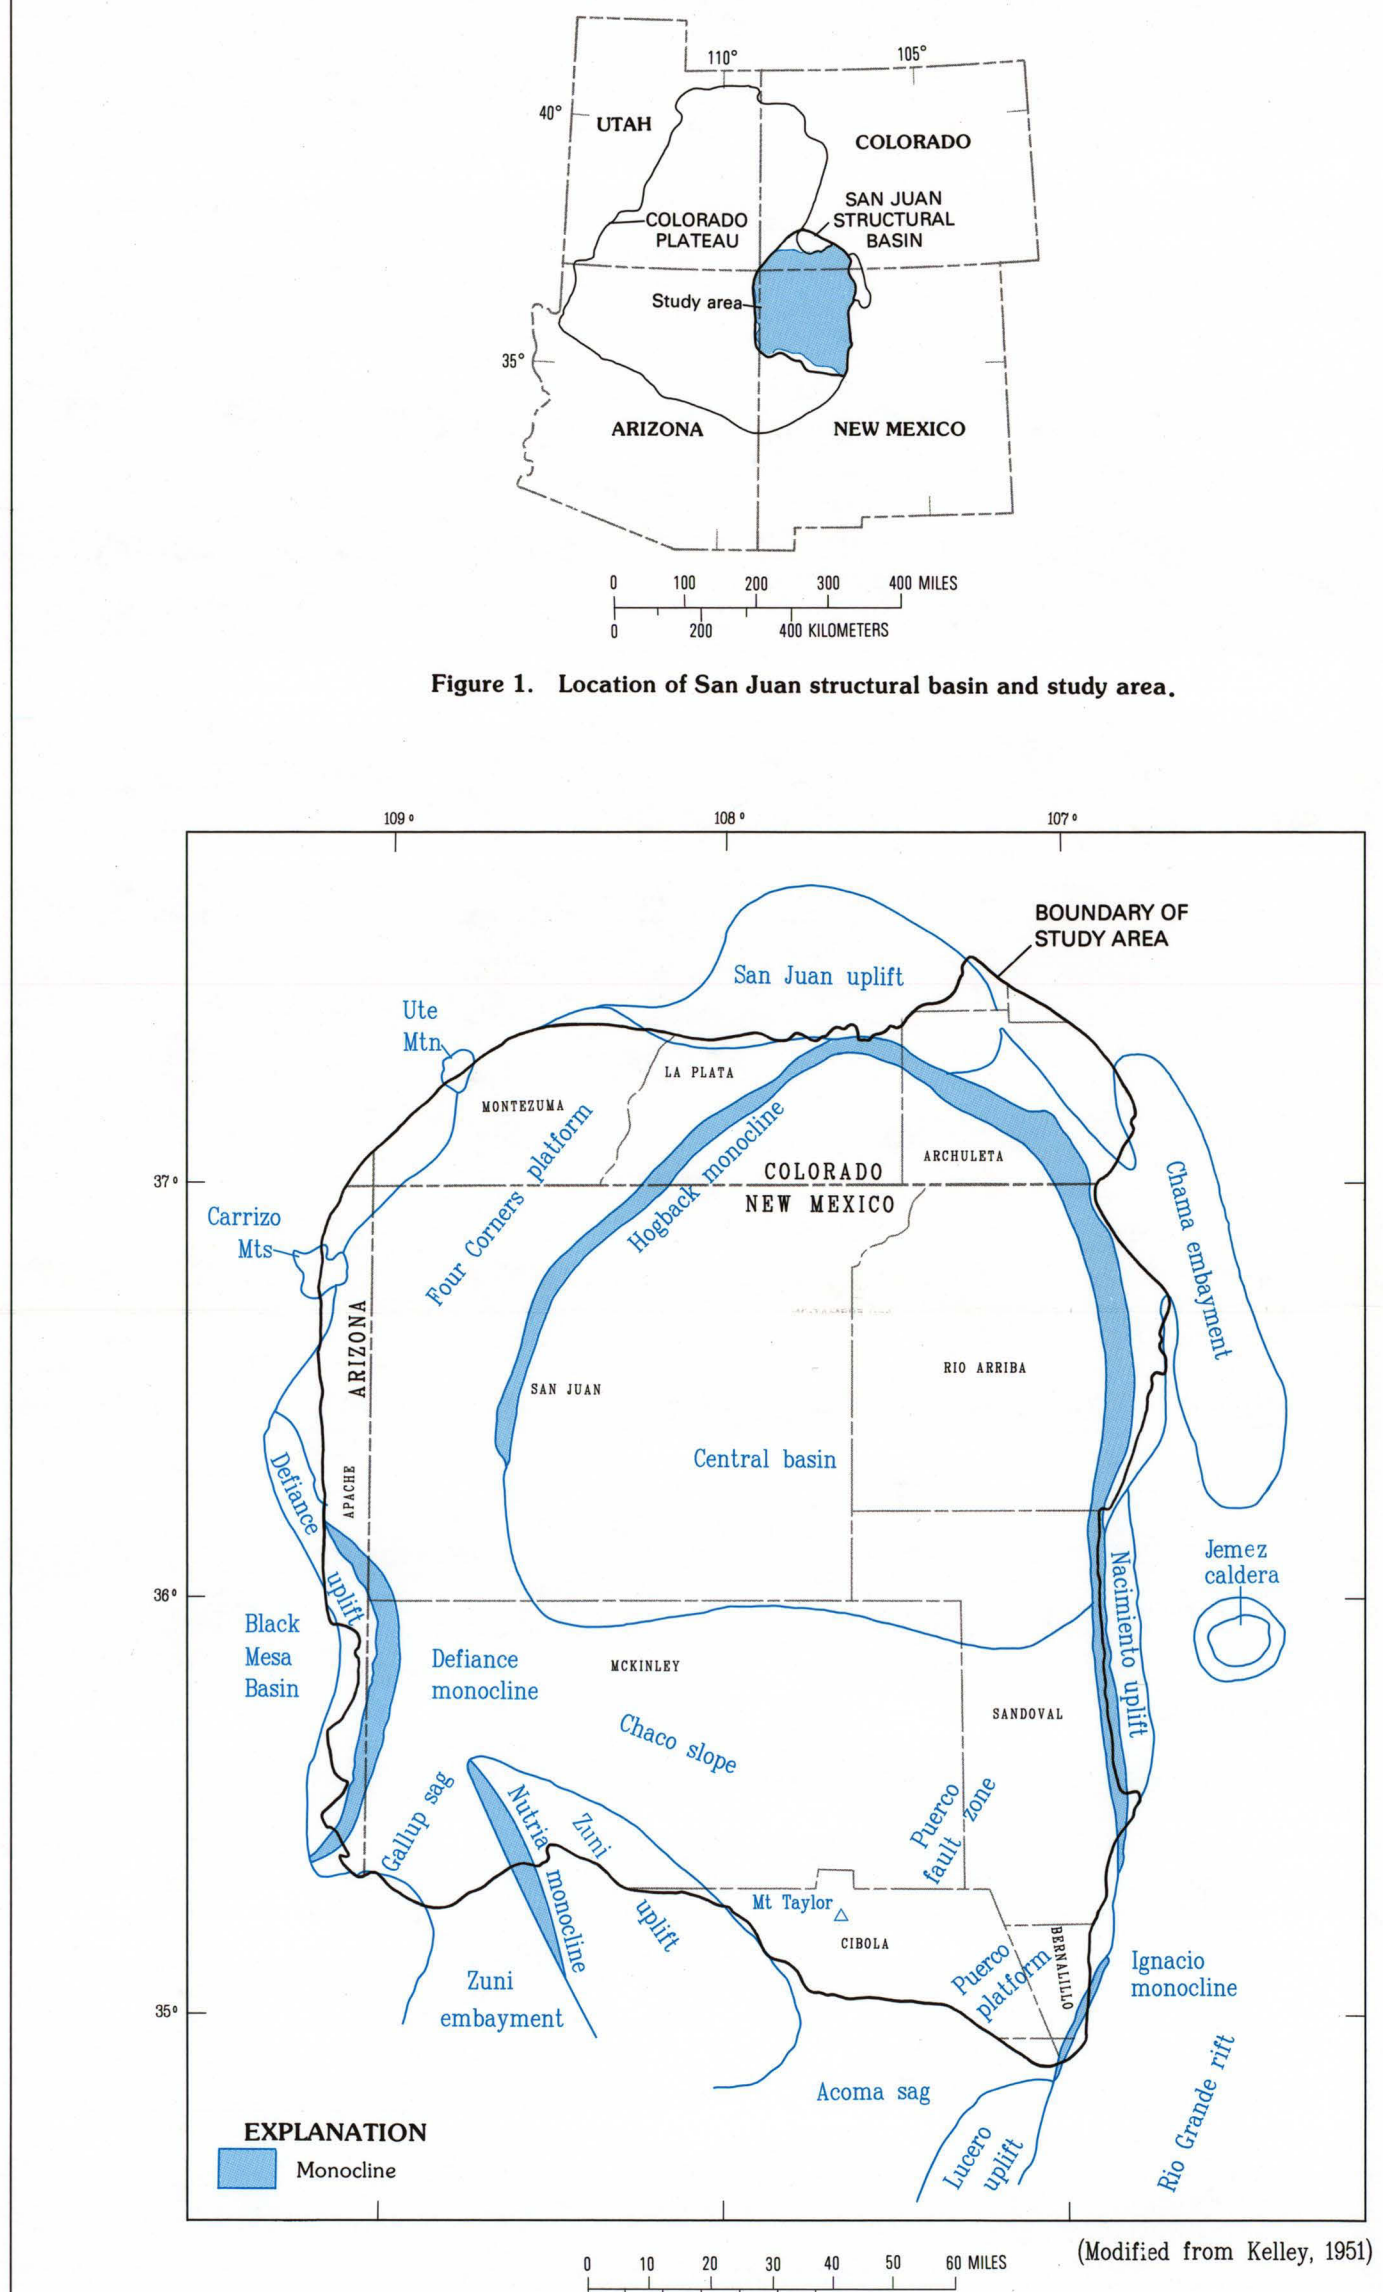 110°
105°
40°
UTAH
COLORADO
SAN JUAN
STRUCTURAL
BASIN
COLORADO
PLATEAU
Study area
35°
ARIZONA
NEW MEXICO
0 100 200 300 400 MILES
0 200 400 KILOMETERS
Figure 1. Location of San Juan structural basin and study area.
109°
108°
107°
BOUNDARY OF
STUDY AREA
San Juan uplift
Ute
Mtn
LA PLATA
MONTEZUMA
Four Corners platform
Hogback monocline
COLORADO
ARCHULETA
37°
NEW MEXICO
Chama embayment
Carrizo
Mts
ARIZONA
RIO ARRIBA
SAN JUAN
Central basin
Defiance
uplift
APACHE
Nacimiento uplift
Jemez
caldera
36°
Black
Mesa
Basin
Defiance
monocline
MCKINLEY
SANDOVAL
Chaco slope
Gallup sag
Nutria
monocline
Zuni
uplift
Puerco
fault zone
Mt Taylor
CIBOLA
BERNALILLO
Puerco
platform
Ignacio
monocline
Zuni
embayment
35°
Acoma sag
Lucero
uplift
Rio Grande rift
EXPLANATION
Monocline
(Modified from Kelley, 1951)
0 10 20 30 40 50 60 MILES